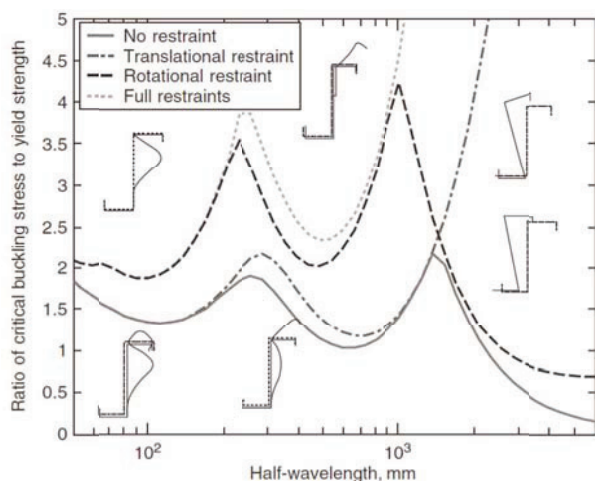 Ratio of critical buckling stress to yield strength
5
4.5
4
3.5
3
2.5
2
1.5
1
0.5
0
No restraint
Translational restraint
Rotational restraint
Full restraints
10²
10³
Half-wavelength, mm